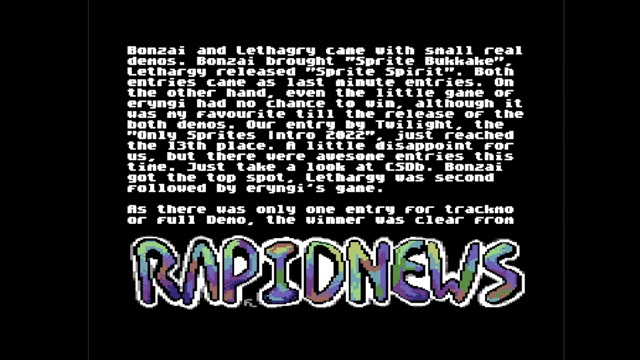 Bonzai and Lethagry came with small real
demos. Bonzai brought "Sprite Bukkake",
Lethargy released "Sprite Spirit". Both
entries came as last minute entries. On
the other hand, even the little game of
eryngi had no chance to win, although it
was my favourite till the release of the
both demos. Our entry by Twilight, the
"Only Sprites Intro 2022", just reached
the 13th place. A little disappoint for
us, but there were awesome entries this
time. Just take a look at CSDb. Bonzai
got the top spot, Lethargy was second
followed by eryngi's game.
As there was only one entry for trackmo
or full Demo, the winner was clear from
RAPIDNEWS